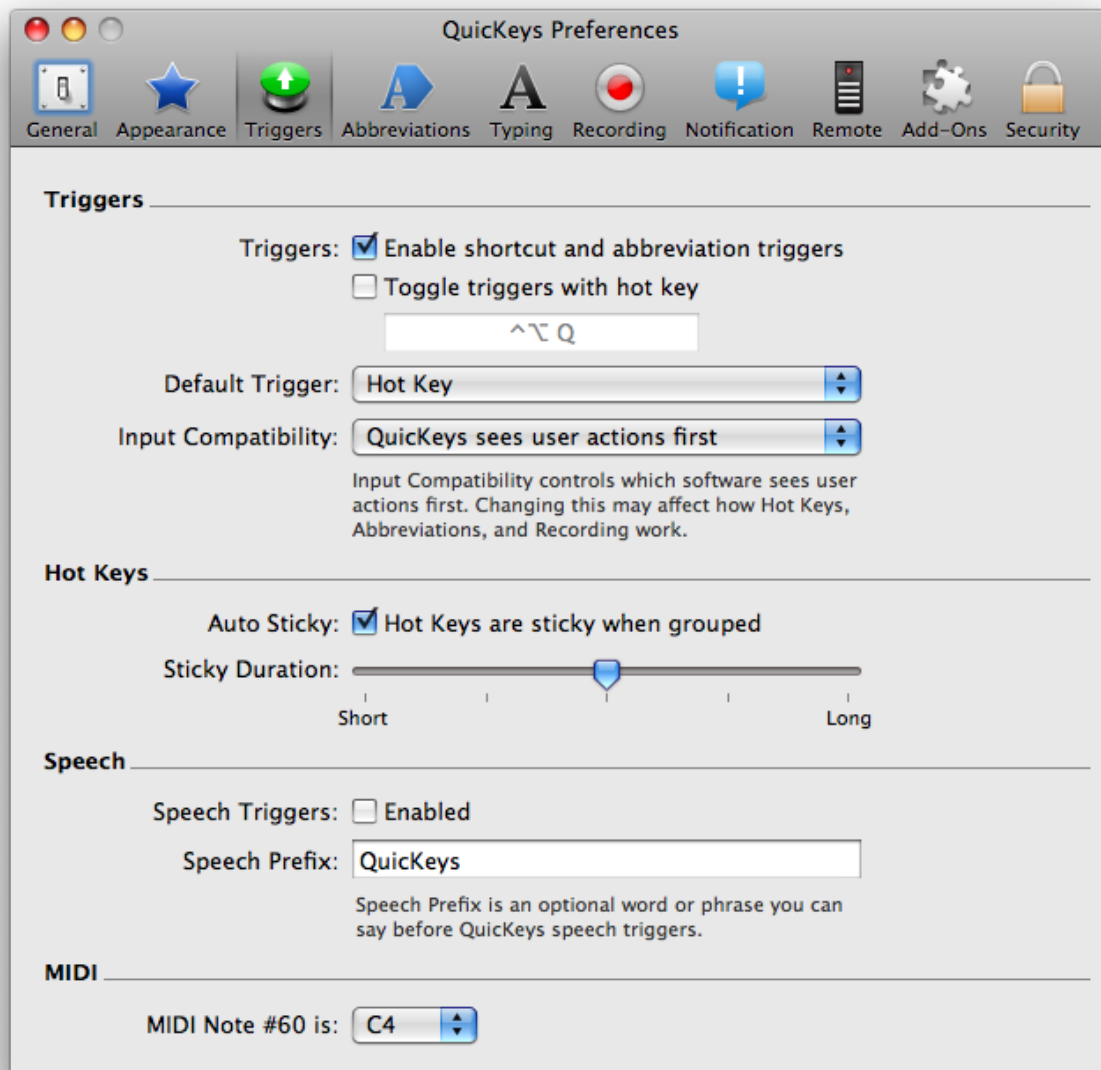 QuicKeys Preferences
General Appearance Triggers Abbreviations Typing Recording Notification Remote Add-Ons Security
Triggers
Triggers: Enable shortcut and abbreviation triggers
Toggle triggers with hot key
^⌥ Q
Default Trigger: Hot Key
Input Compatibility: QuicKeys sees user actions first
Input Compatibility controls which software sees user
actions first. Changing this may affect how Hot Keys,
Abbreviations, and Recording work.
Hot Keys
Auto Sticky: Hot Keys are sticky when grouped
Sticky Duration:
Short Long
Speech
Speech Triggers: Enabled
Speech Prefix: QuicKeys
Speech Prefix is an optional word or phrase you can
say before QuicKeys speech triggers.
MIDI
MIDI Note #60 is: C4